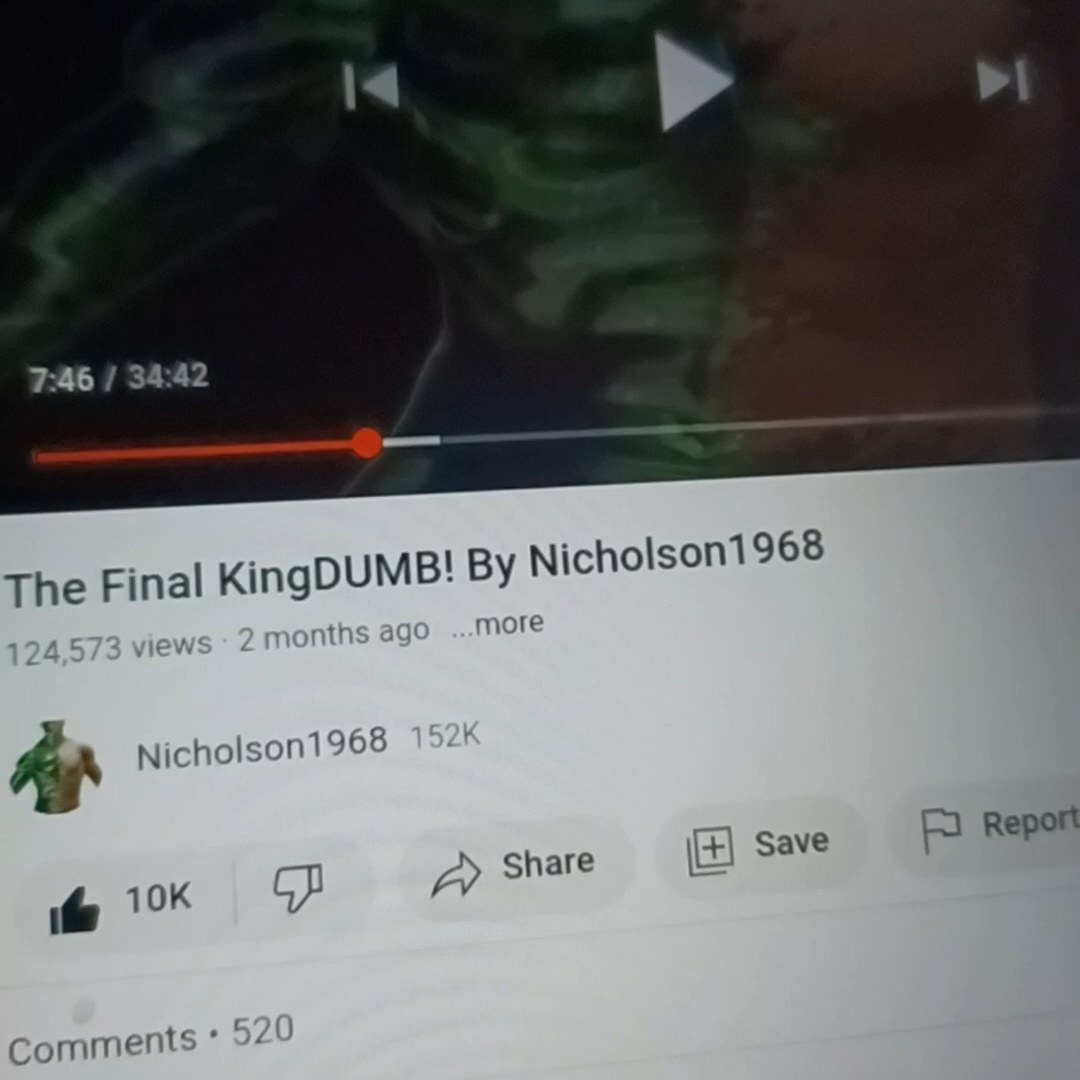 7:46 / 34:42
The Final KingDUMB! By Nicholson1968
124,573 views · 2 months ago ...more
Nicholson1968 152K
10K Share Save Report
Comments • 520